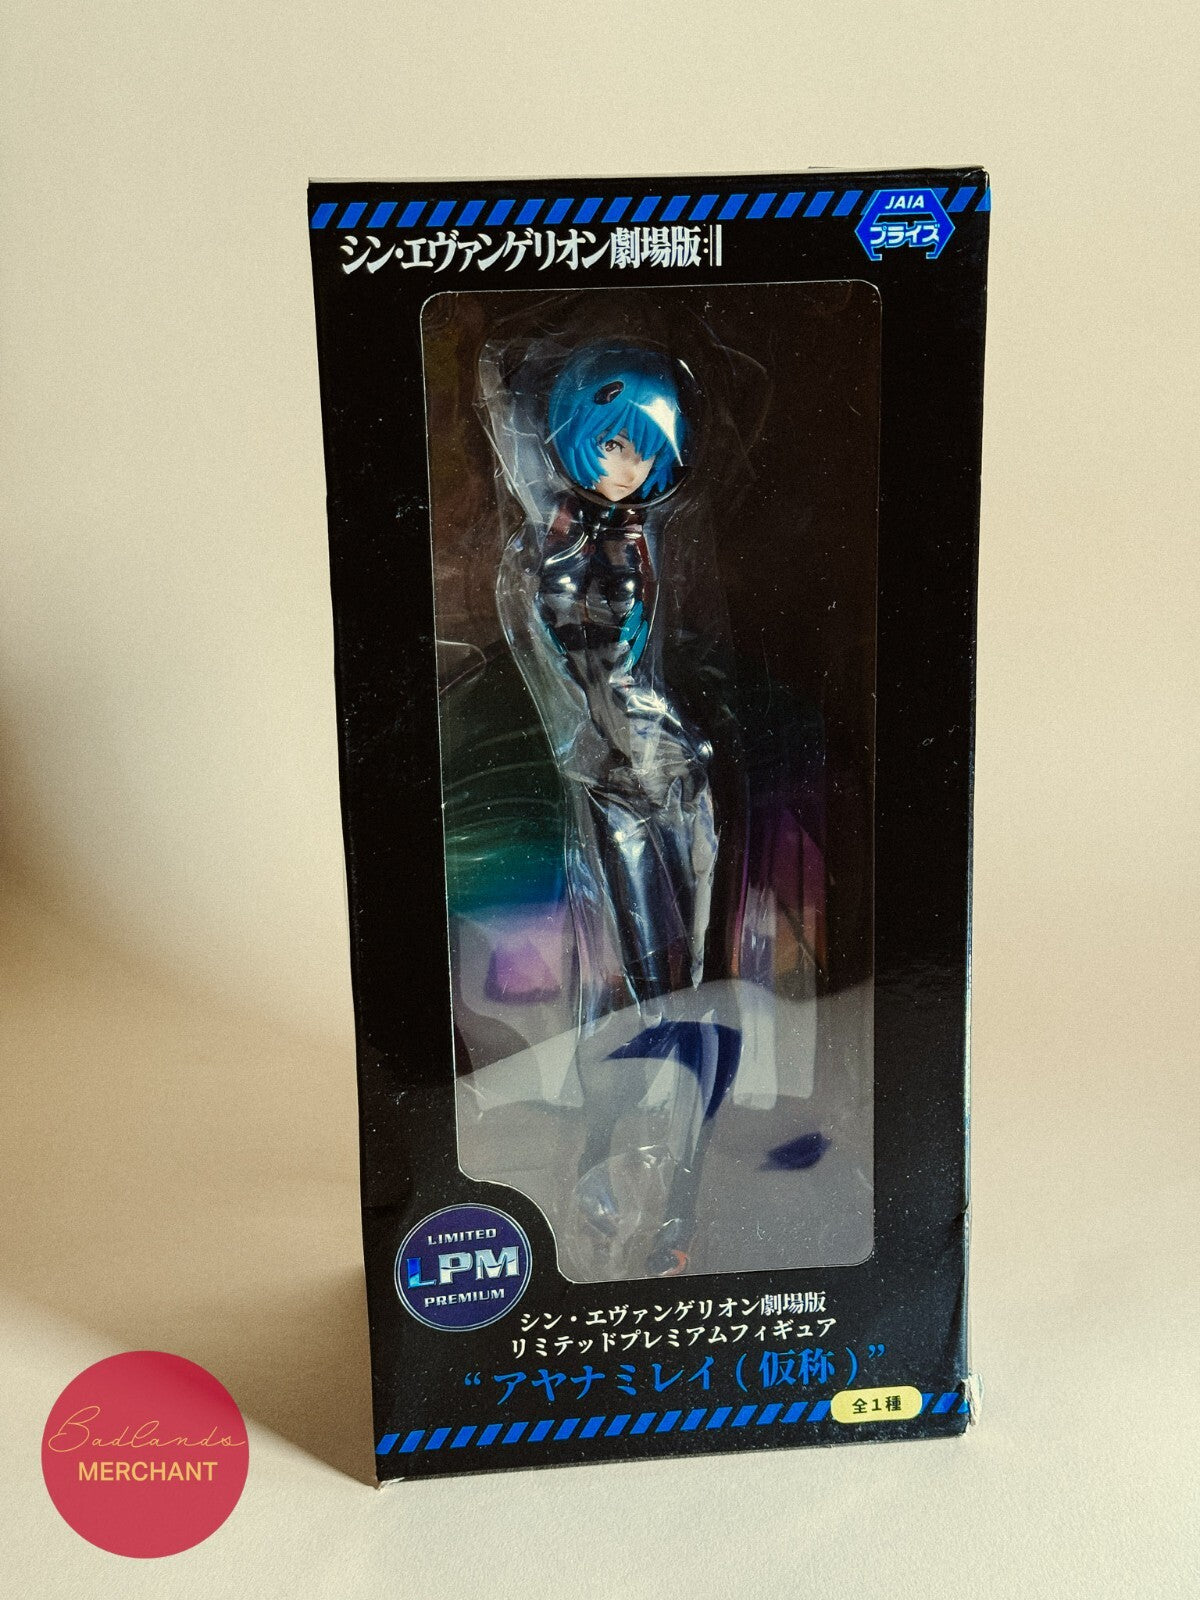 JAIA
プライズ
シン・エヴァンゲリオン劇場版:||
LIMITED
LPM
PREMIUM
シン・エヴァンゲリオン劇場版
リミテッドプレミアムフィギュア
“アヤナミレイ(仮称)”
全1種
Badlands
MERCHANT